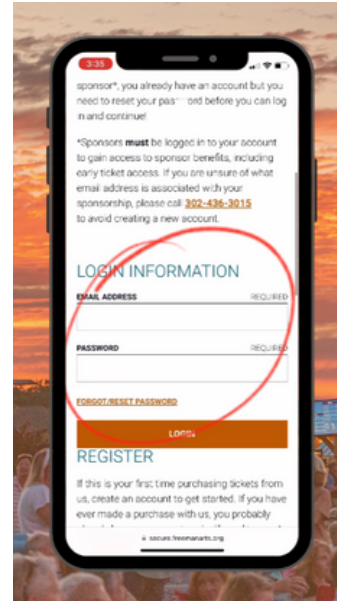 3:35
sponsor*, you already have an account but you
need to reset your pas ord before you can log
in and continue!
*Sponsors must be logged in to your account
to gain access to sponsor benefits, including
early ticket access. If you are unsure of what
email address is associated with your
sponsorship, please call 302-436-3015
to avoid creating a new account.
LOGIN INFORMATION
EMAIL ADDRESS REQUIRED
PASSWORD REQUIRED
FORGOT/RESET PASSWORD
LOGIN
REGISTER
If this is your first time purchasing tickets from
us, create an account to get started. If you have
ever made a purchase with us, you probably
secure.freemanarts.org